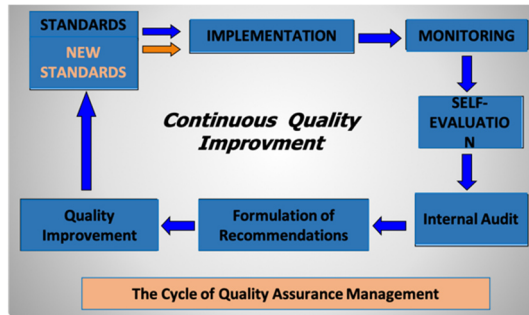 STANDARDS
NEW
STANDARDS
IMPLEMENTATION
MONITORING
SELF-
EVALUATIO
N
Continuous Quality
Improvment
Quality
Improvement
Formulation of
Recommendations
Internal Audit
The Cycle of Quality Assurance Management